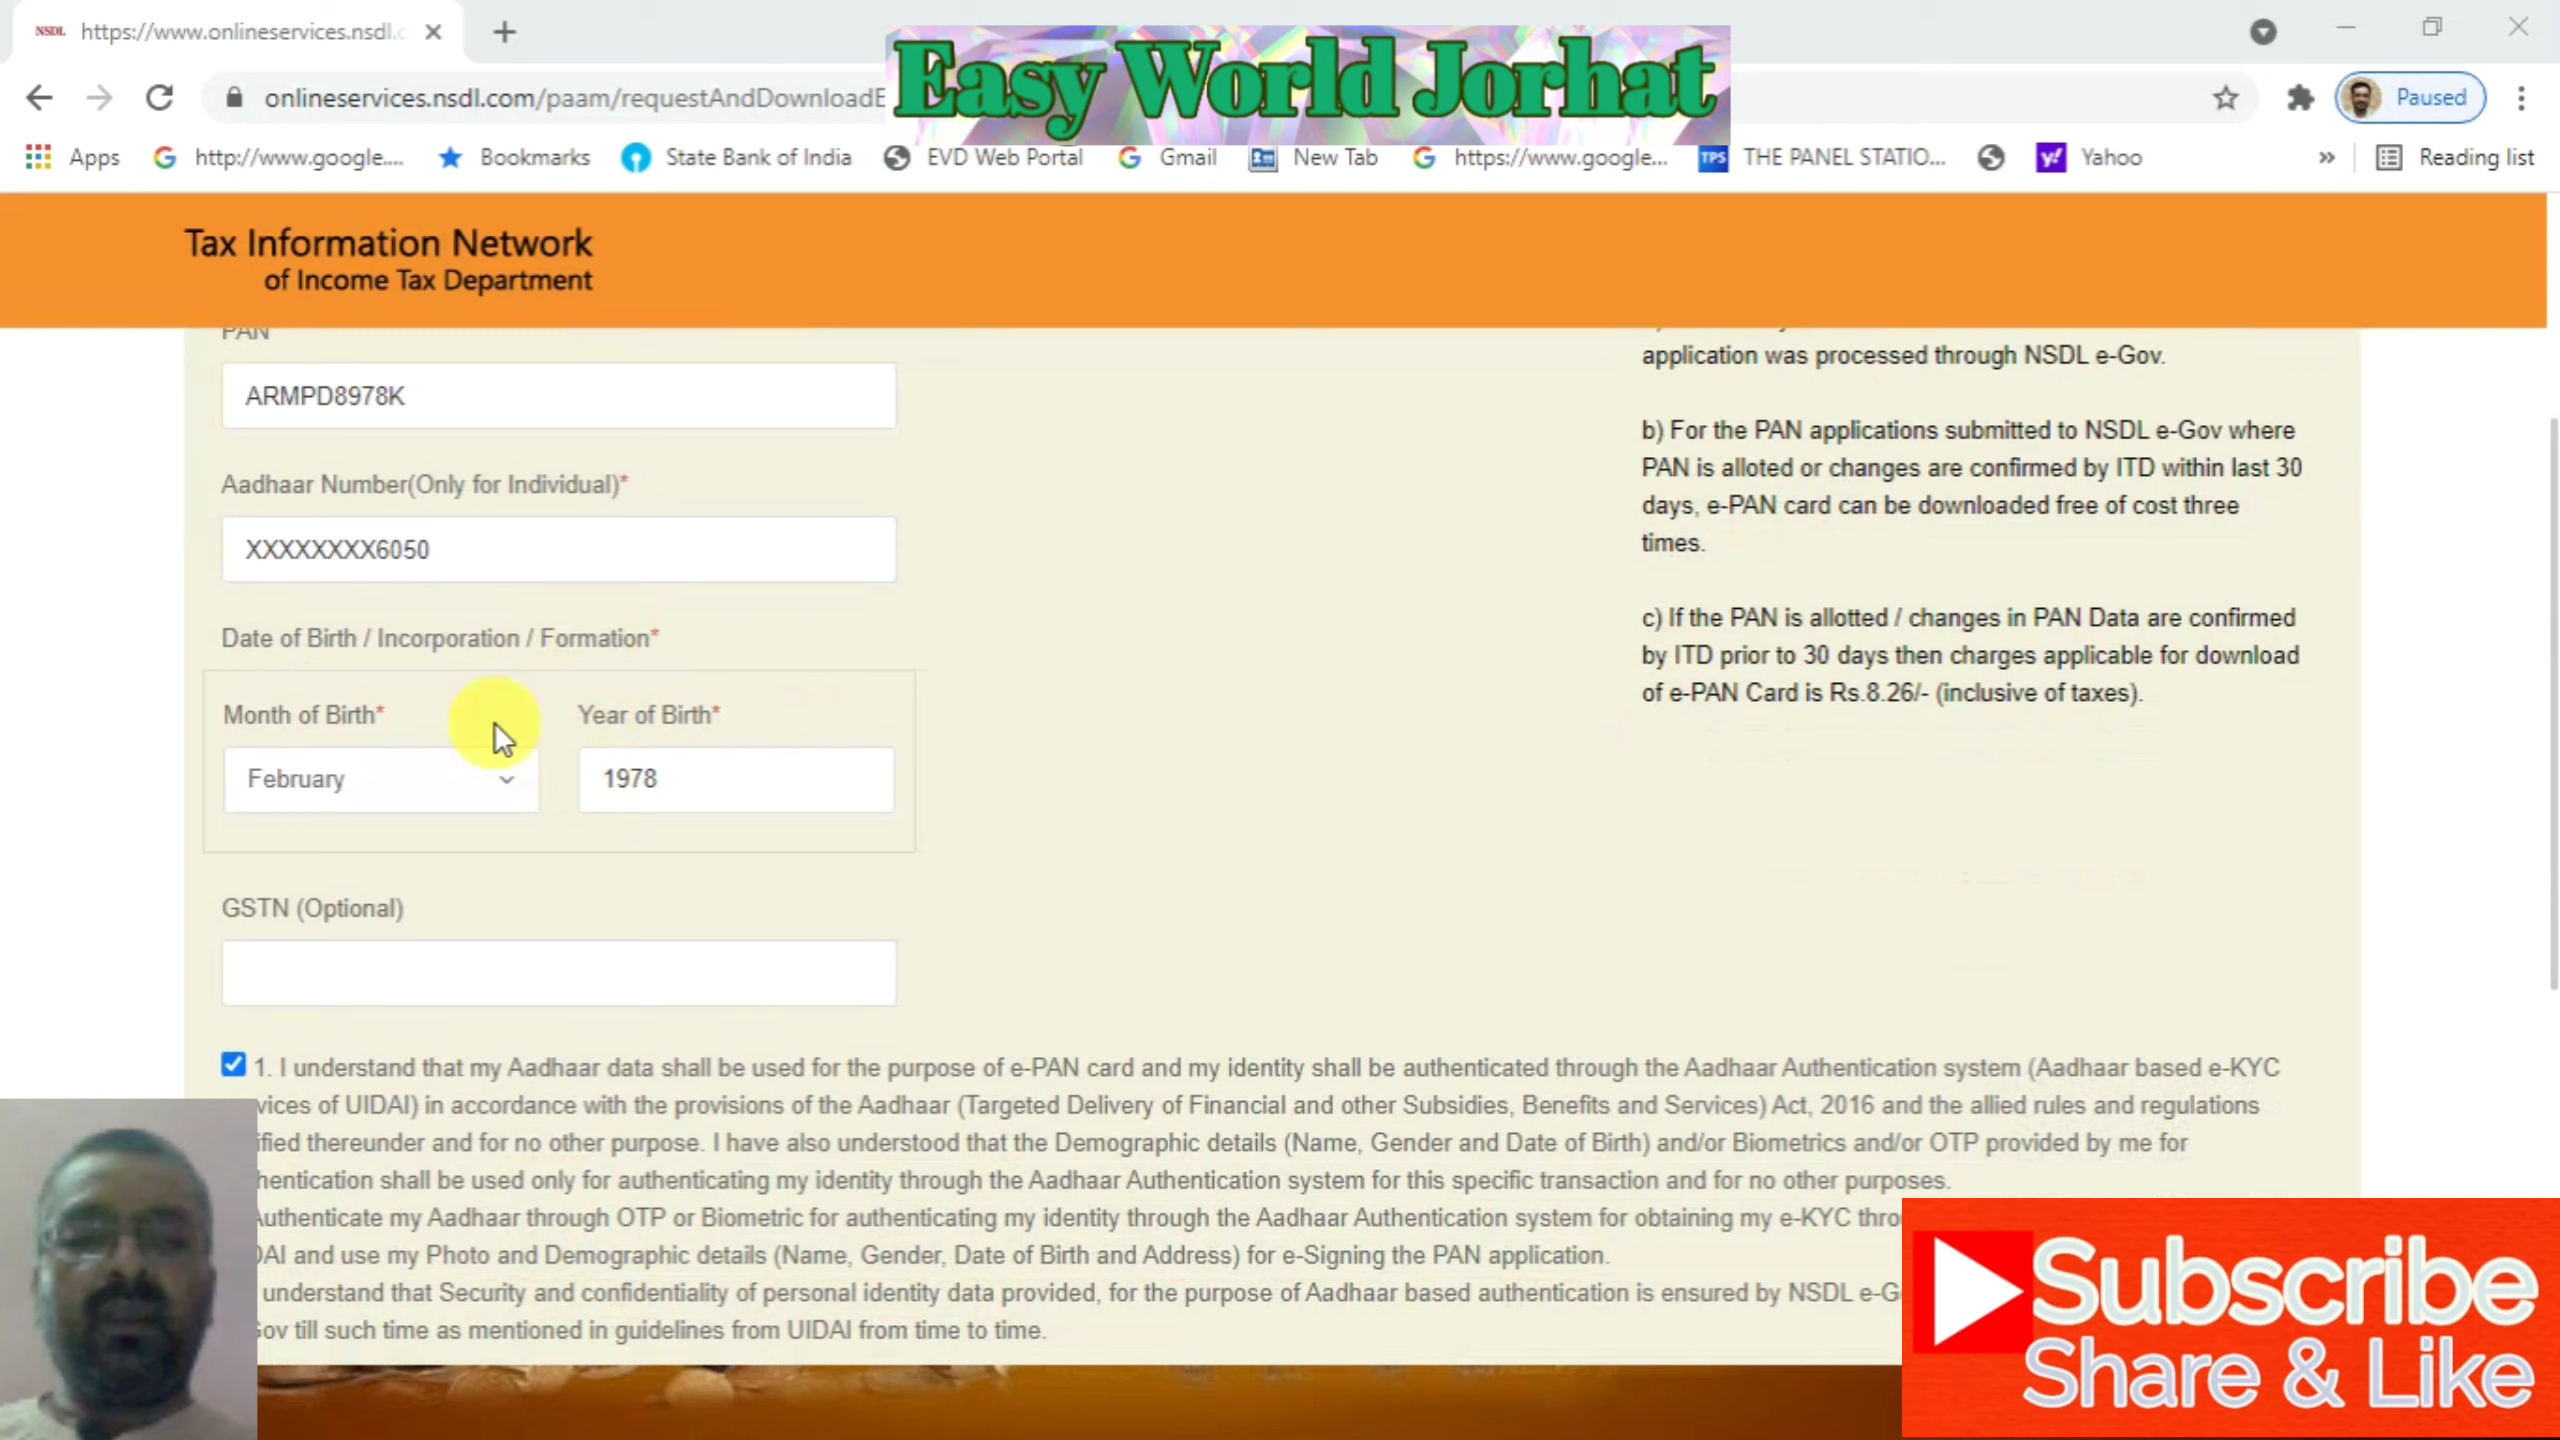 NSDL https://www.onlineservices.nsdl.c
onlineservices.nsdl.com/paam/requestAndDownloadE
Easy World Jorhat
Paused
Apps http://www.google.... Bookmarks State Bank of India EVD Web Portal Gmail New Tab https://www.google... TPS THE PANEL STATIO... y! Yahoo » Reading list
Tax Information Network
of Income Tax Department
PAN
ARMPD8978K
Aadhaar Number(Only for Individual)*
XXXXXXXX6050
Date of Birth / Incorporation / Formation*
Month of Birth* Year of Birth*
February 1978
GSTN (Optional)
application was processed through NSDL e-Gov.
b) For the PAN applications submitted to NSDL e-Gov where
PAN is alloted or changes are confirmed by ITD within last 30
days, e-PAN card can be downloaded free of cost three
times.
c) If the PAN is allotted / changes in PAN Data are confirmed
by ITD prior to 30 days then charges applicable for download
of e-PAN Card is Rs.8.26/- (inclusive of taxes).
1. I understand that my Aadhaar data shall be used for the purpose of e-PAN card and my identity shall be authenticated through the Aadhaar Authentication system (Aadhaar based e-KYC
vices of UIDAI) in accordance with the provisions of the Aadhaar (Targeted Delivery of Financial and other Subsidies, Benefits and Services) Act, 2016 and the allied rules and regulations
ified thereunder and for no other purpose. I have also understood that the Demographic details (Name, Gender and Date of Birth) and/or Biometrics and/or OTP provided by me for
hentication shall be used only for authenticating my identity through the Aadhaar Authentication system for this specific transaction and for no other purposes.
Authenticate my Aadhaar through OTP or Biometric for authenticating my identity through the Aadhaar Authentication system for obtaining my e-KYC thro
DAI and use my Photo and Demographic details (Name, Gender, Date of Birth and Address) for e-Signing the PAN application.
understand that Security and confidentiality of personal identity data provided, for the purpose of Aadhaar based authentication is ensured by NSDL e-G
Gov till such time as mentioned in guidelines from UIDAI from time to time.
Subscribe
Share & Like